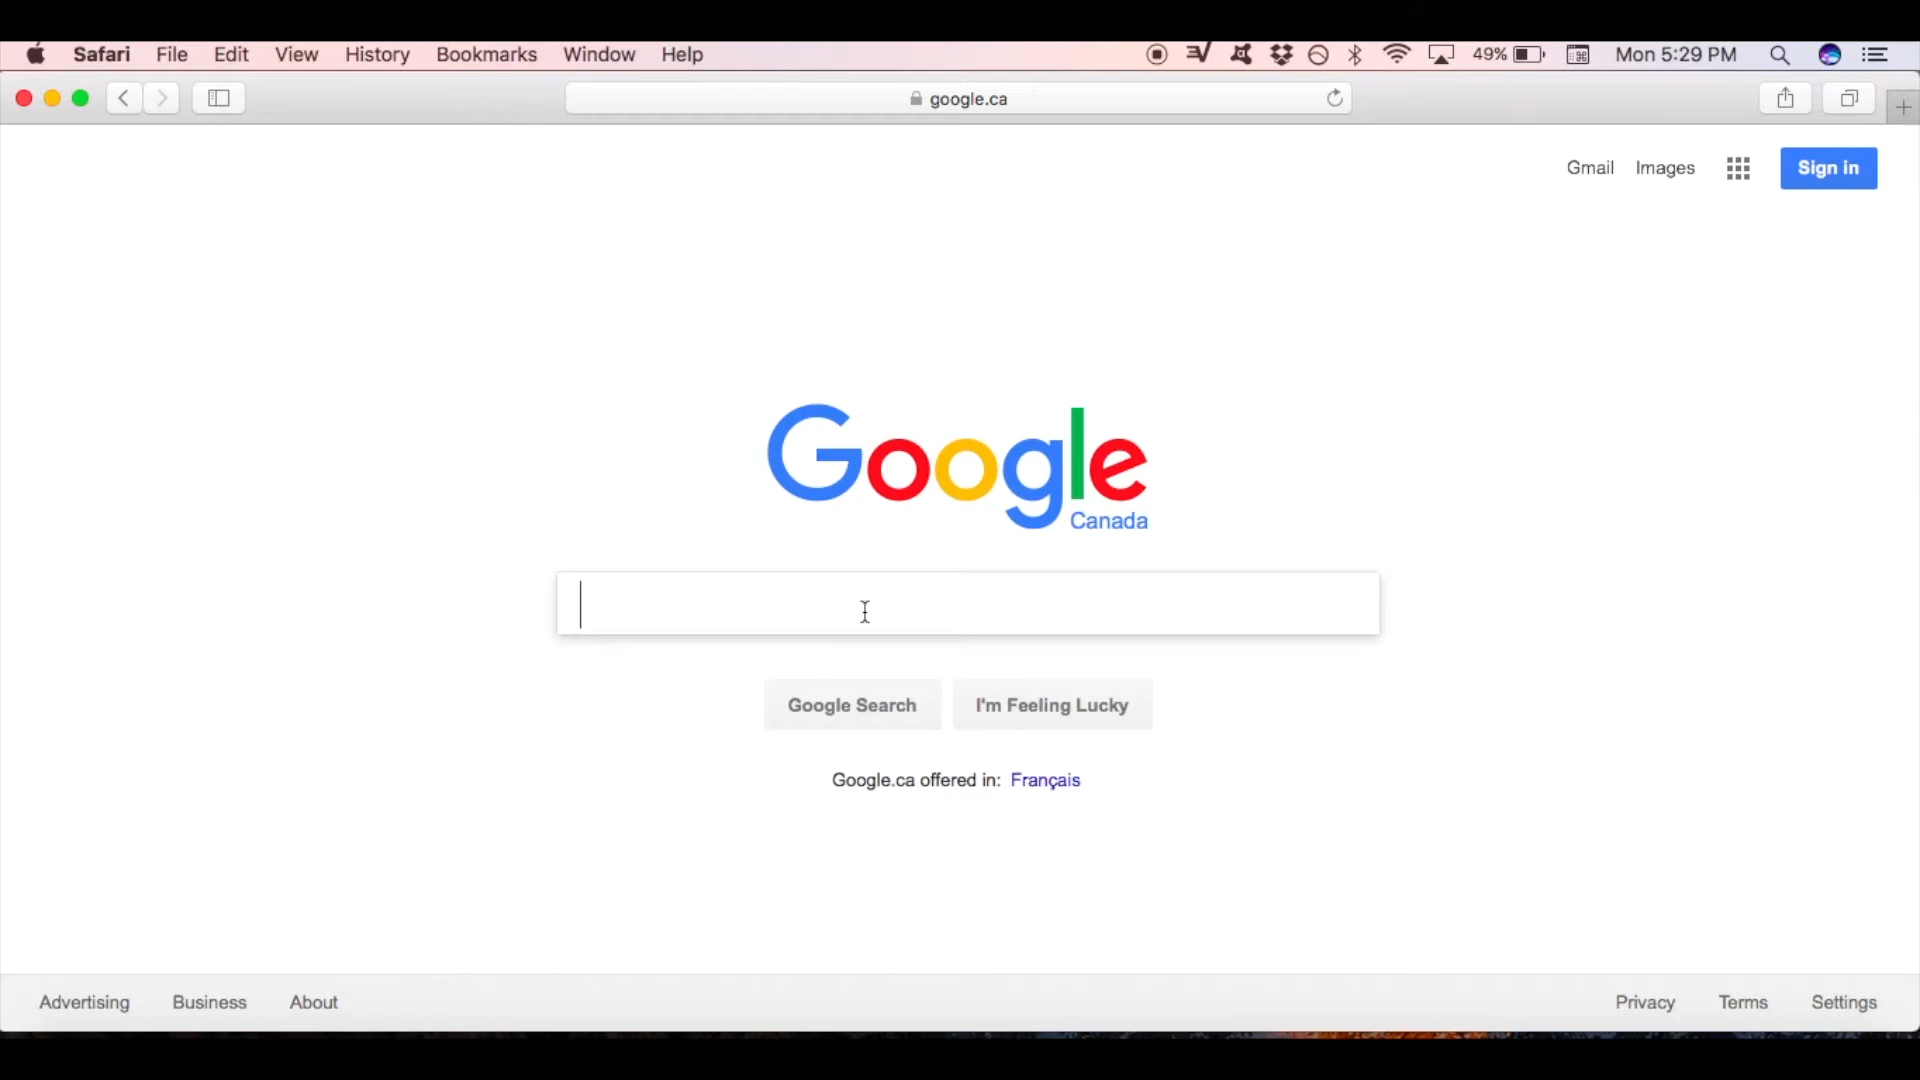 Safari File Edit View History Bookmarks Window Help 49% Mon 5:29 PM
google.ca
Gmail Images Sign in
Google
Canada
Google Search I'm Feeling Lucky
Google.ca offered in: Français
Advertising Business About Privacy Terms Settings